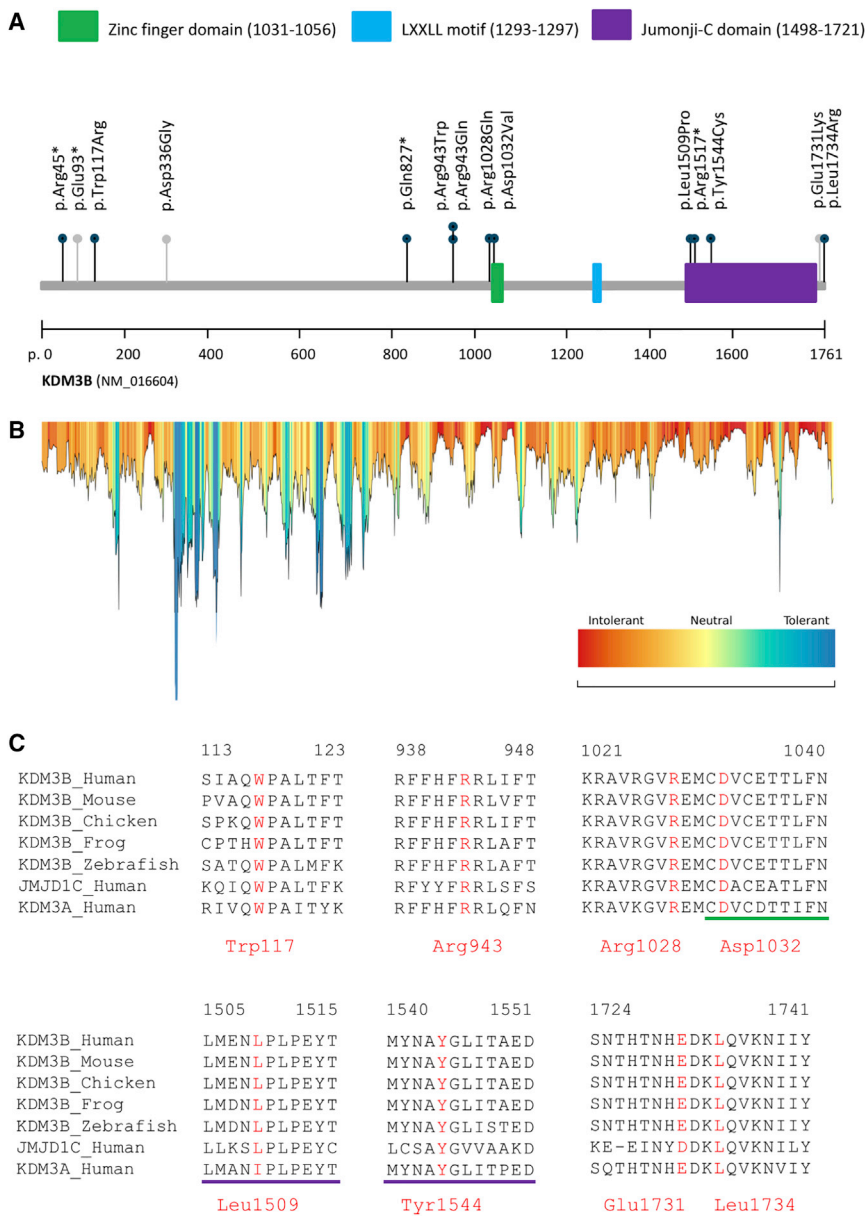 A
Zinc finger domain (1031-1056) LXXLL motif (1293-1297) Jumonji-C domain (1498-1721)
p.Arg45*
p.Glu93*
p.Trp117Arg
p.Asp336Gly
p.Gln827*
p.Arg943Trp
p.Arg943Gln
p.Arg1028Gln
p.Asp1032Val
p.Leu1509Pro
p.Arg1517*
p.Tyr1544Cys
p.Glu1731Lys
p.Leu1734Arg
p. 0 200 400 600 800 1000 1200 1400 1600 1761
KDM3B (NM_016604)
B
Intolerant Neutral Tolerant
C
113 123 938 948 1021 1040
KDM3B_Human SIAQWPALTFT RFFHFRRLIFT KRAVRGVREMCDVCETTLFN
KDM3B_Mouse PVAQWPALTFT RFFHFRRLVFT KRAVRGVREMCDVCETTLFN
KDM3B_Chicken SPKQWPALTFT RFFHFRRLAFT KRAVRGVREMCDVCETTLFN
KDM3B_Frog CPTHWPALTFT RFFHFRRLAFT KRAVRGVREMCDVCETTLFN
KDM3B_Zebrafish SATQWPALMFK RFFHFRRLAFT KRAVRGVREMCDVCETTLFN
JMJD1C_Human KQIQWPALTFK RFYYFRRLSFS KRAVRGVREMCDACEATLFN
KDM3A_Human RIVQWPAITYK RFFHFRRLQFN KRAVKGVREMCDVCDTTIFN
Trp117 Arg943 Arg1028 Asp1032
1505 1515 1540 1551 1724 1741
KDM3B_Human LMENLPLPEYT MYNAYGLITAED SNTHTNHEDKLQVKNIIY
KDM3B_Mouse LMENLPLPEYT MYNAYGLITAED SNTHTNHEDKLQVKNIIY
KDM3B_Chicken LMENLPLPEYT MYNAYGLITAED SNTHTNHEDKLQVKNIIY
KDM3B_Frog LMDNLPLPEYT MYNAYGLITAED SNTHTNHEDKLQVKNIIY
KDM3B_Zebrafish LMDNLPLPEYT MYNAYGLISTED SNTHTNHEDKLQVKNIIY
JMJD1C_Human LLKSLPLPEYC LCSAYGVVAAKD KE-EINYDDKLQVKNILY
KDM3A_Human LMANIPLPEYT MYNAYGLITPED SQTHTNHEDKLQVKNVIY
Leu1509 Tyr1544 Glu1731 Leu1734